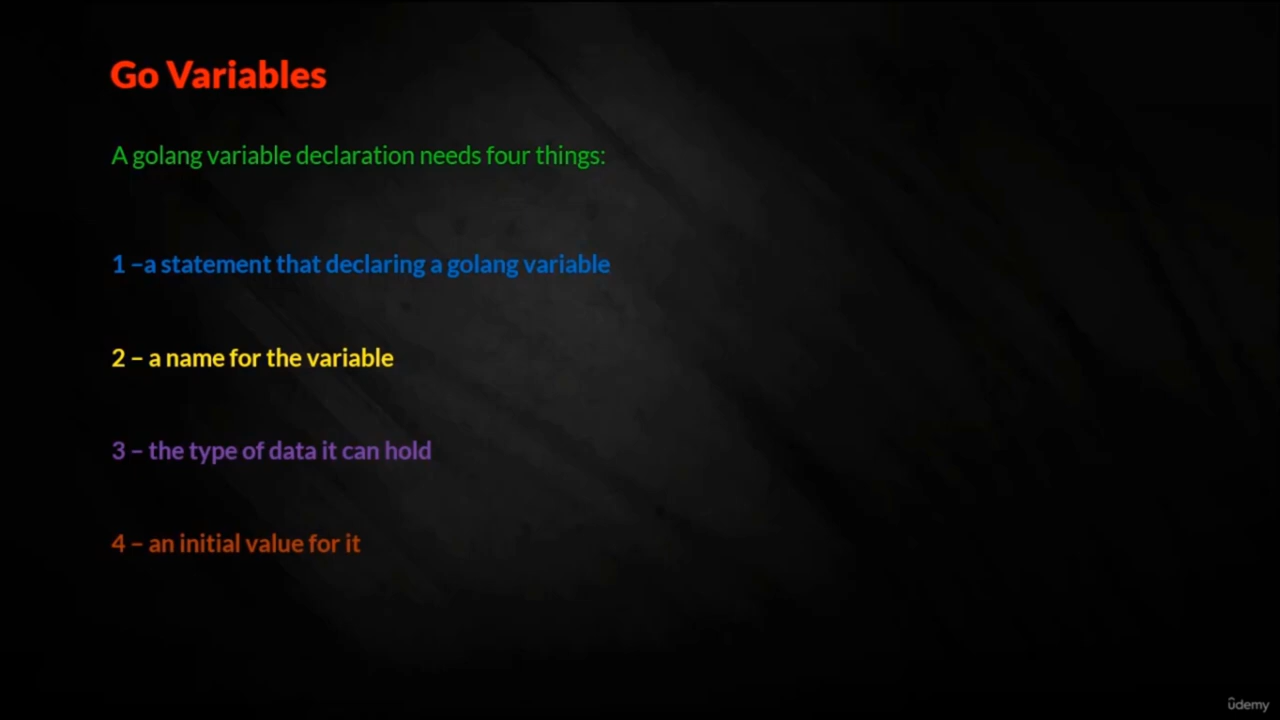 Go Variables
A golang variable declaration needs four things:
1 –a statement that declaring a golang variable
2 – a name for the variable
3 – the type of data it can hold
4 – an initial value for it
ûdemy